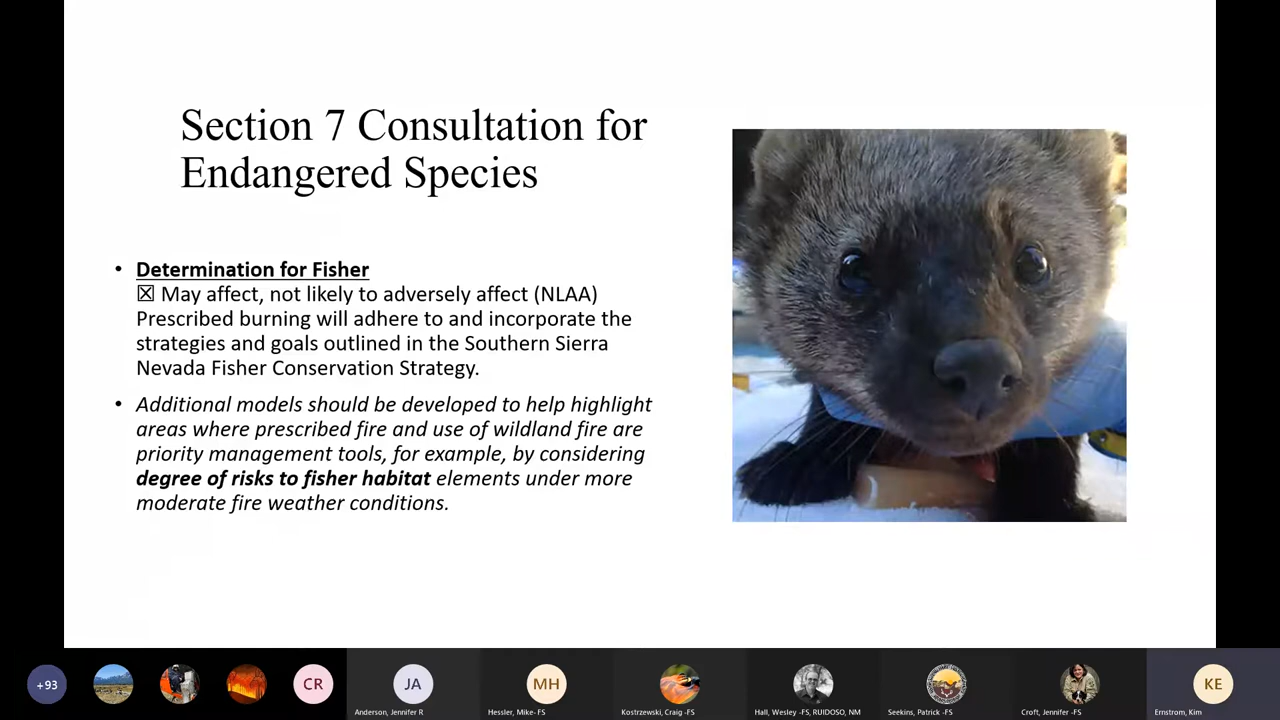 Section 7 Consultation for
Endangered Species
• Determination for Fisher
☒ May affect, not likely to adversely affect (NLAA)
Prescribed burning will adhere to and incorporate the
strategies and goals outlined in the Southern Sierra
Nevada Fisher Conservation Strategy.
• Additional models should be developed to help highlight
areas where prescribed fire and use of wildland fire are
priority management tools, for example, by considering
degree of risks to fisher habitat elements under more
moderate fire weather conditions.
+93
CR
JA
MH
KE
Anderson, Jennifer R
Hessler, Mike- FS
Kostrzewski, Craig -FS
Hall, Wesley -FS, RUIDOSO, NM
Seekins, Patrick -FS
Croft, Jennifer -FS
Ernstrom, Kim